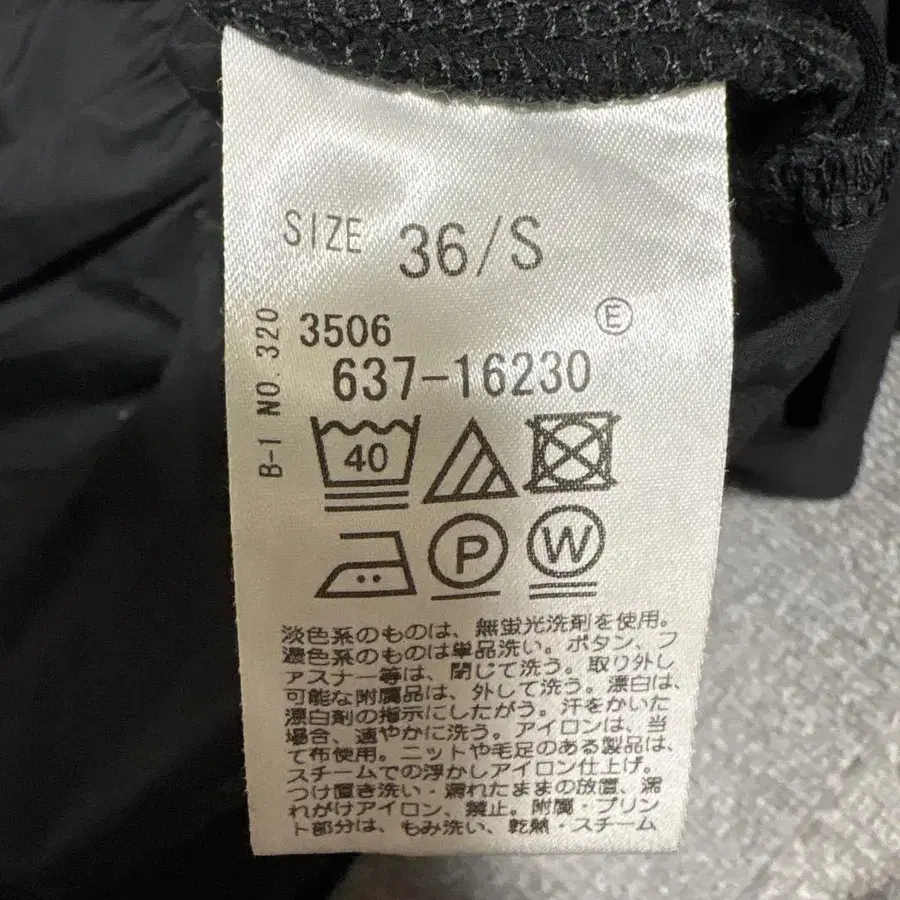 SIZE 36/S
B-1 NO.320
3506
E
637-16230
40
P W
淡色系のものは、無蛍光洗剤を使用。
濃色系のものは単品洗い。ボタン、フ
ァスナー等は、閉じて洗う。取り外し
可能な附属品は、外して洗う。漂白は、
漂白剤の指示にしたがう。汗をかいた
場合、速やかに洗う。アイロンは、当
て布使用。ニットや毛足のある製品は、
スチームでの浮かしアイロン仕上げ。
つけ置き洗い・濡れたままの放置、濡
れがけアイロン、禁止。附属・プリン
ト部分は、もみ洗い、乾熱・スチーム